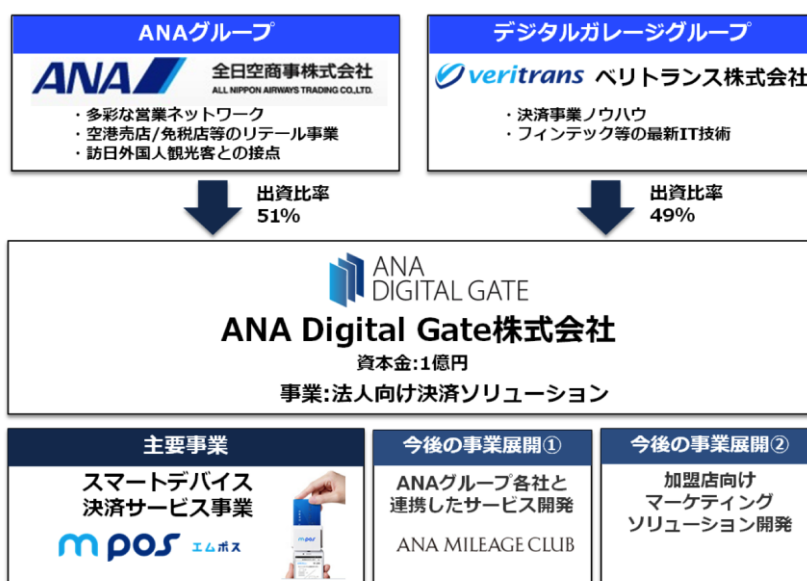 ANAグループ
ANA 全日空商事株式会社
ALL NIPPON AIRWAYS TRADING CO.,LTD.
・多彩な営業ネットワーク
・空港売店/免税店等のリテール事業
・訪日外国人観光客との接点
デジタルガレージグループ
veritrans ベリトランス株式会社
・決済事業ノウハウ
・フィンテック等の最新IT技術
出資比率
51%
出資比率
49%
ANA
DIGITAL GATE
ANA Digital Gate株式会社
資本金:1億円
事業:法人向け決済ソリューション
主要事業
スマートデバイス
決済サービス事業
mpos エムポス
mpos
今後の事業展開①
ANAグループ各社と
連携したサービス開発
ANA MILEAGE CLUB
今後の事業展開②
加盟店向け
マーケティング
ソリューション開発